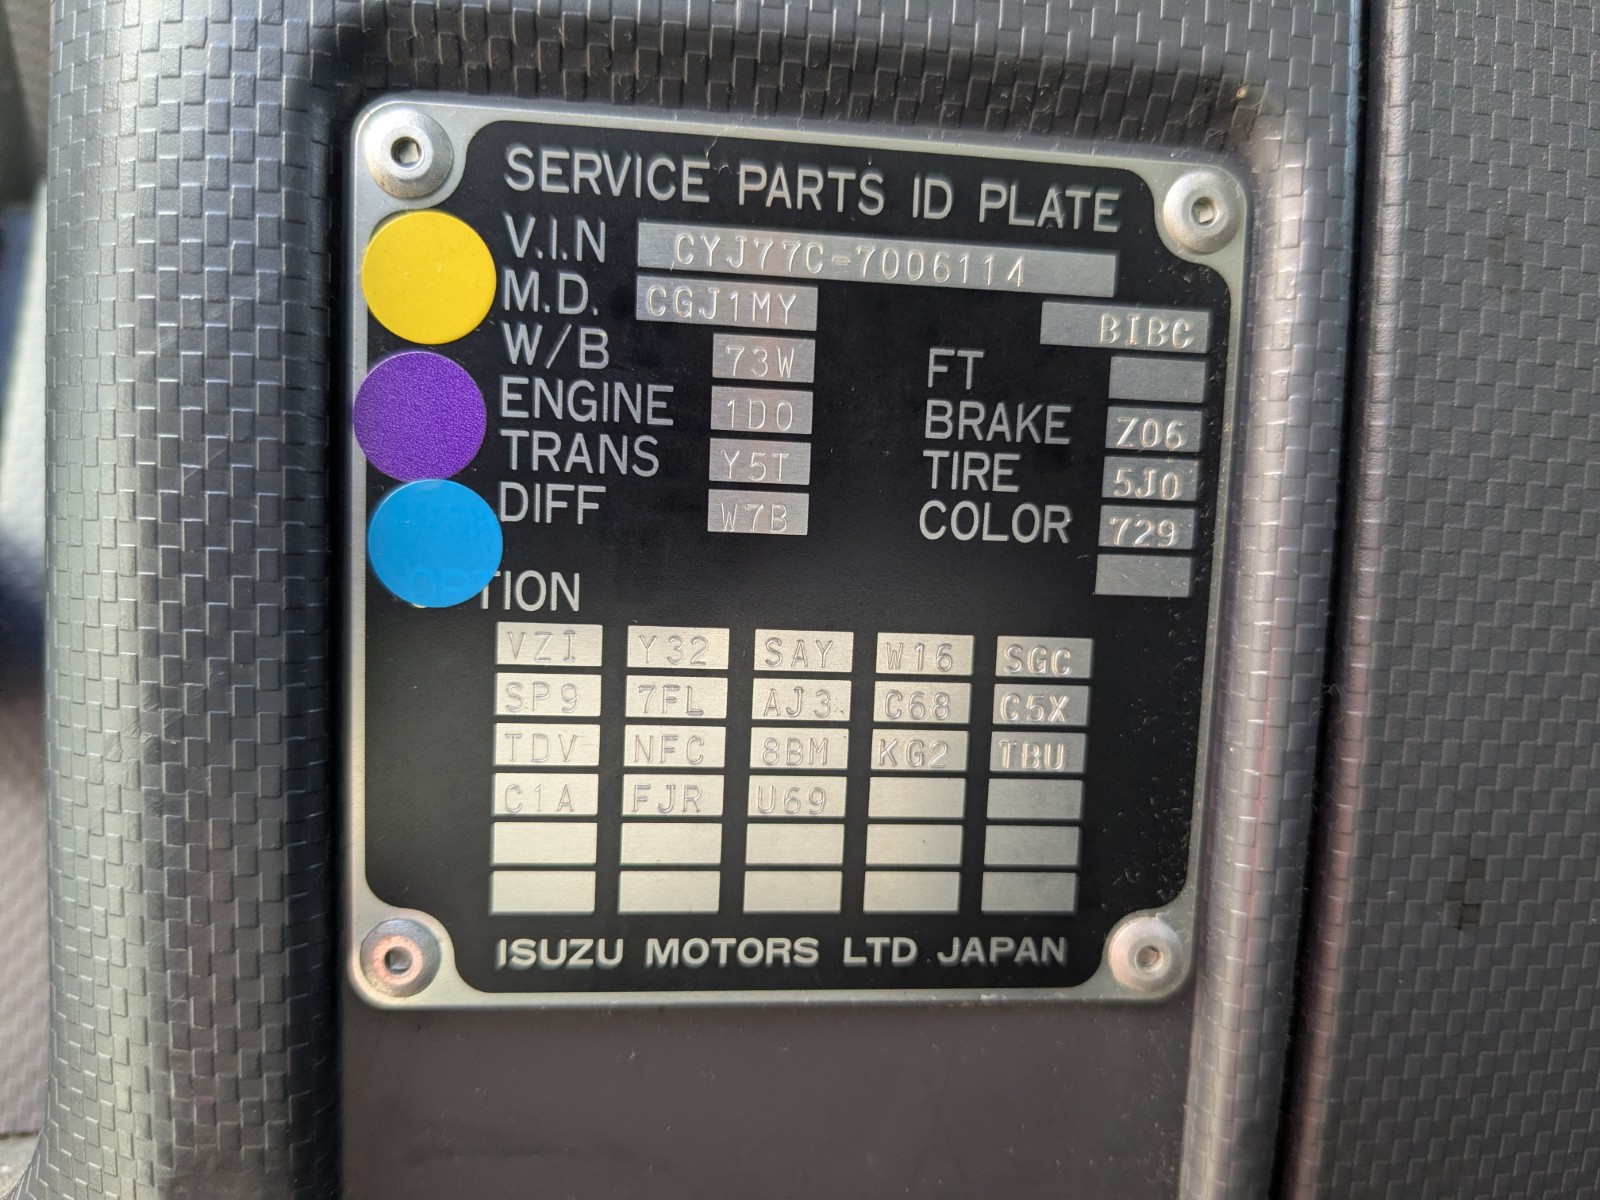 SERVICE PARTS ID PLATE
V.I.N CYJ77C-7006114
M.D. CGJ1MY BIBC
W/B 73W FT
ENGINE 1D0 BRAKE Z06
TRANS Y5T TIRE 5J0
DIFF W7B COLOR 729
OPTION
VZI Y32 SAY W16 SGC
SP9 7FL AJ3 C68 C5X
TDV NFC 8BM KG2 TBU
C1A FJR U69
ISUZU MOTORS LTD JAPAN